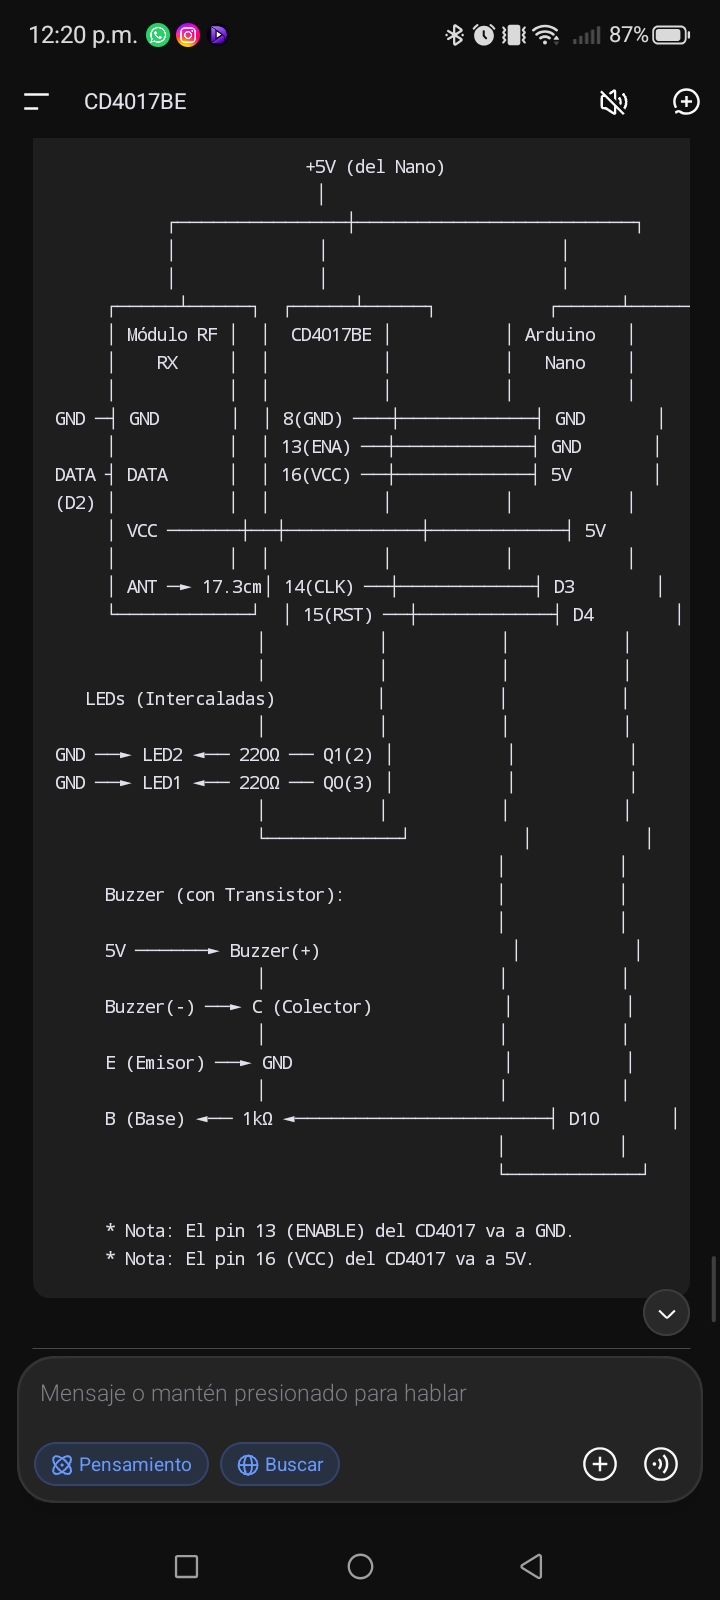 12:20 p.m. 87%
CD4017BE
+5V (del Nano)
Módulo RF CD4017BE Arduino
RX Nano
GND GND 8(GND) GND
13(ENA) GND
DATA DATA 16(VCC) 5V
(D2)
VCC 5V
ANT → 17.3cm 14(CLK) D3
15(RST) D4
LEDs (Intercaladas)
GND ──► LED2 ◄── 220Ω ── Q1(2)
GND ──► LED1 ◄── 220Ω ── Q0(3)
Buzzer (con Transistor):
5V ──────► Buzzer(+)
Buzzer(-) ──► C (Colector)
E (Emisor) ──► GND
B (Base) ◄── 1kΩ ◄── D10
* Nota: El pin 13 (ENABLE) del CD4017 va a GND.
* Nota: El pin 16 (VCC) del CD4017 va a 5V.
Mensaje o mantén presionado para hablar
Pensamiento Buscar